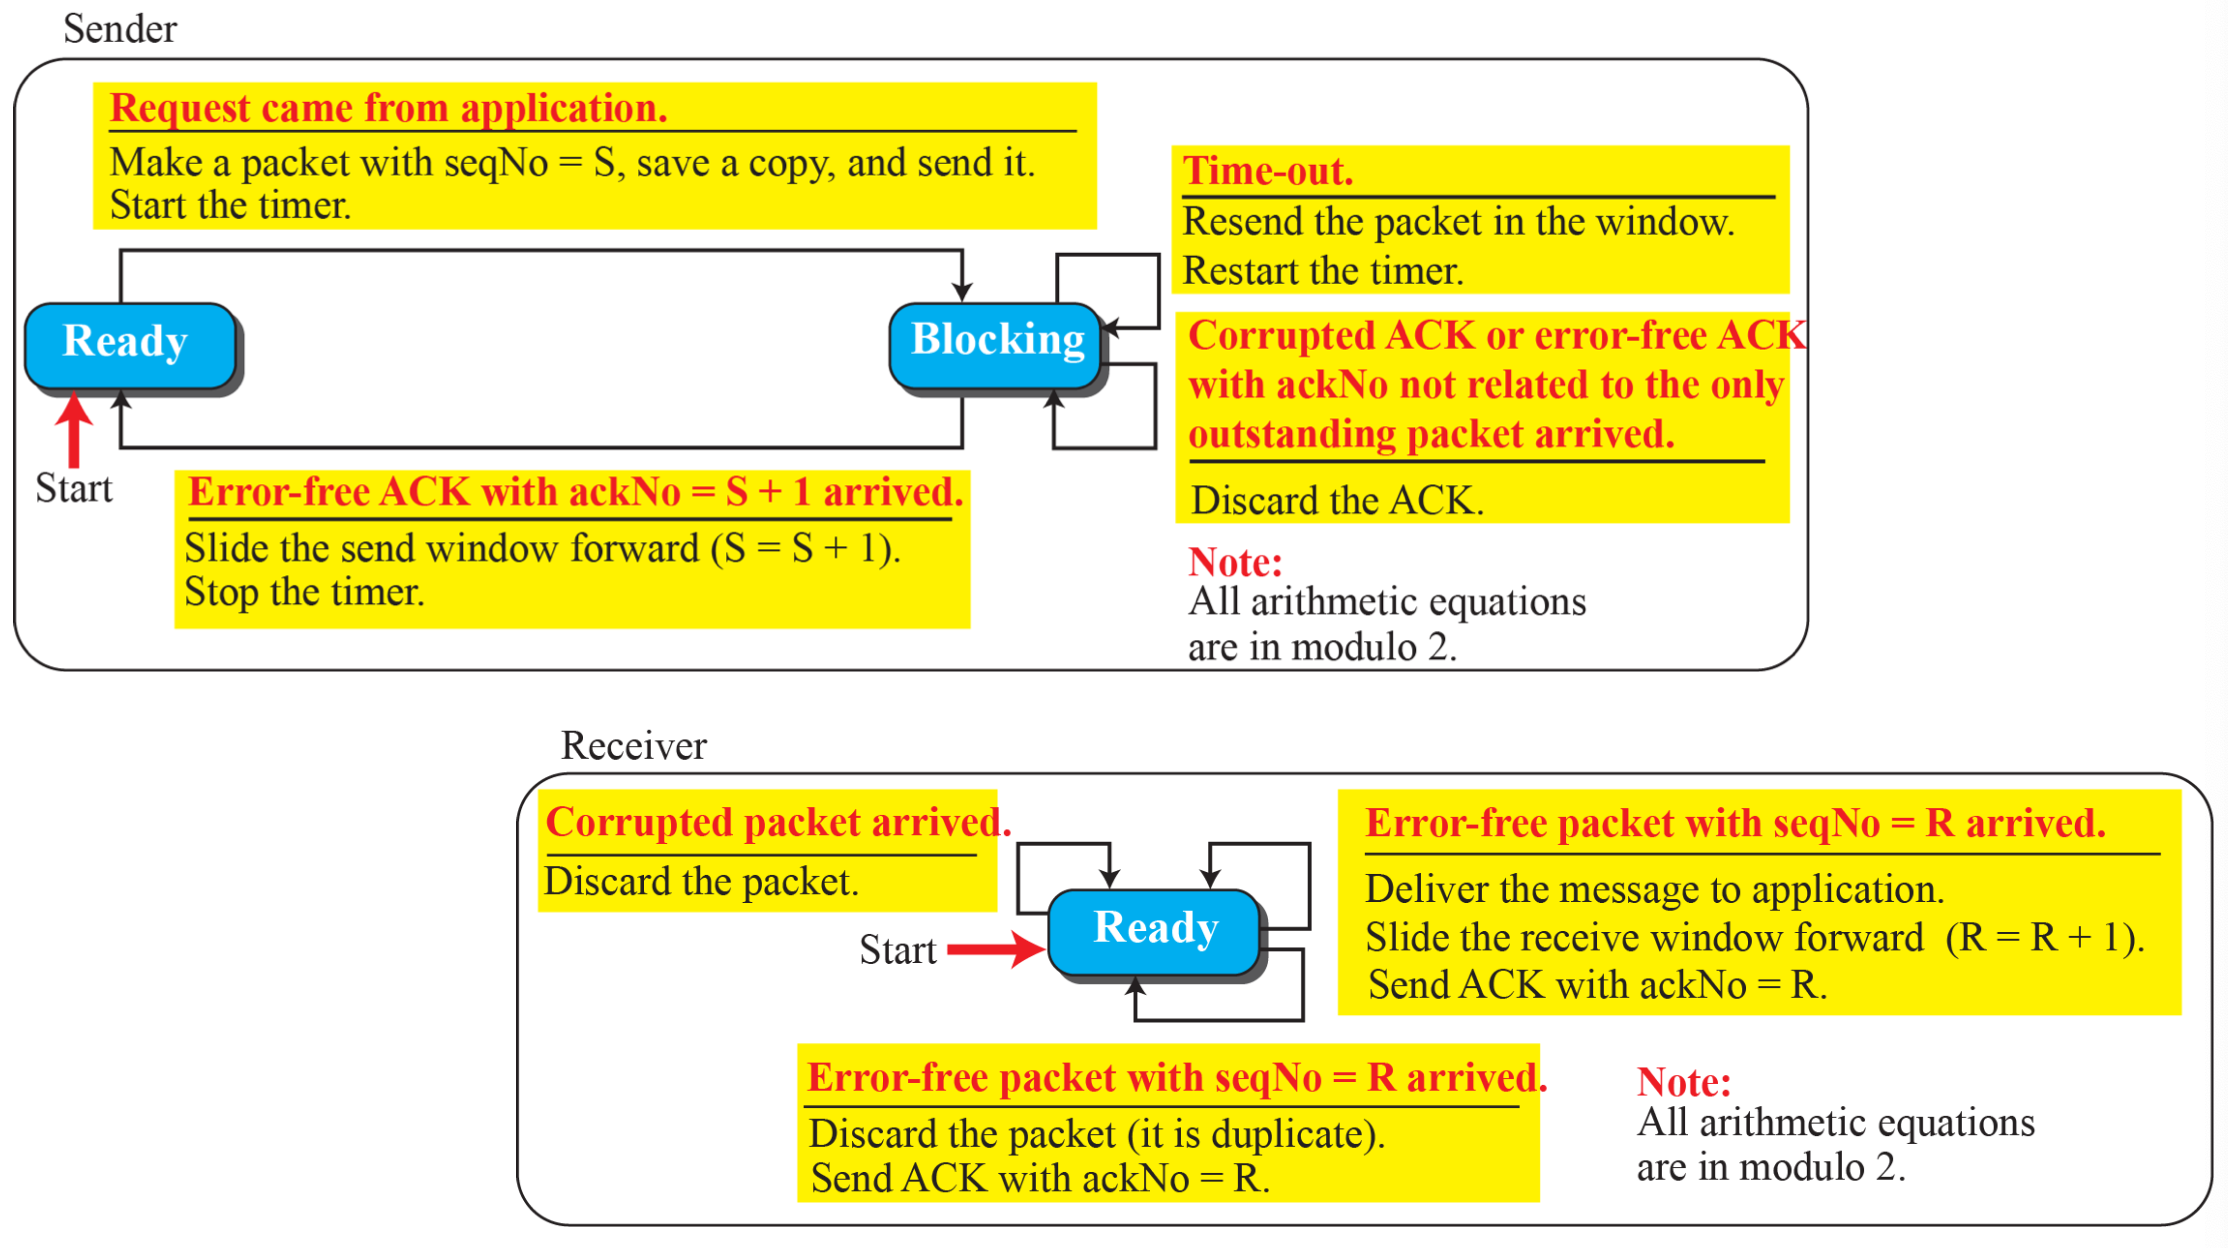 Sender
Request came from application.
Make a packet with seqNo = S, save a copy, and send it.
Start the timer.
Time-out.
Resend the packet in the window.
Restart the timer.
Ready
Blocking
Corrupted ACK or error-free ACK
with ackNo not related to the only
outstanding packet arrived.
Discard the ACK.
Start
Error-free ACK with ackNo = S + 1 arrived.
Slide the send window forward (S = S + 1).
Stop the timer.
Note:
All arithmetic equations
are in modulo 2.
Receiver
Corrupted packet arrived.
Discard the packet.
Error-free packet with seqNo = R arrived.
Deliver the message to application.
Slide the receive window forward (R = R + 1).
Send ACK with ackNo = R.
Ready
Start
Error-free packet with seqNo = R arrived.
Discard the packet (it is duplicate).
Send ACK with ackNo = R.
Note:
All arithmetic equations
are in modulo 2.